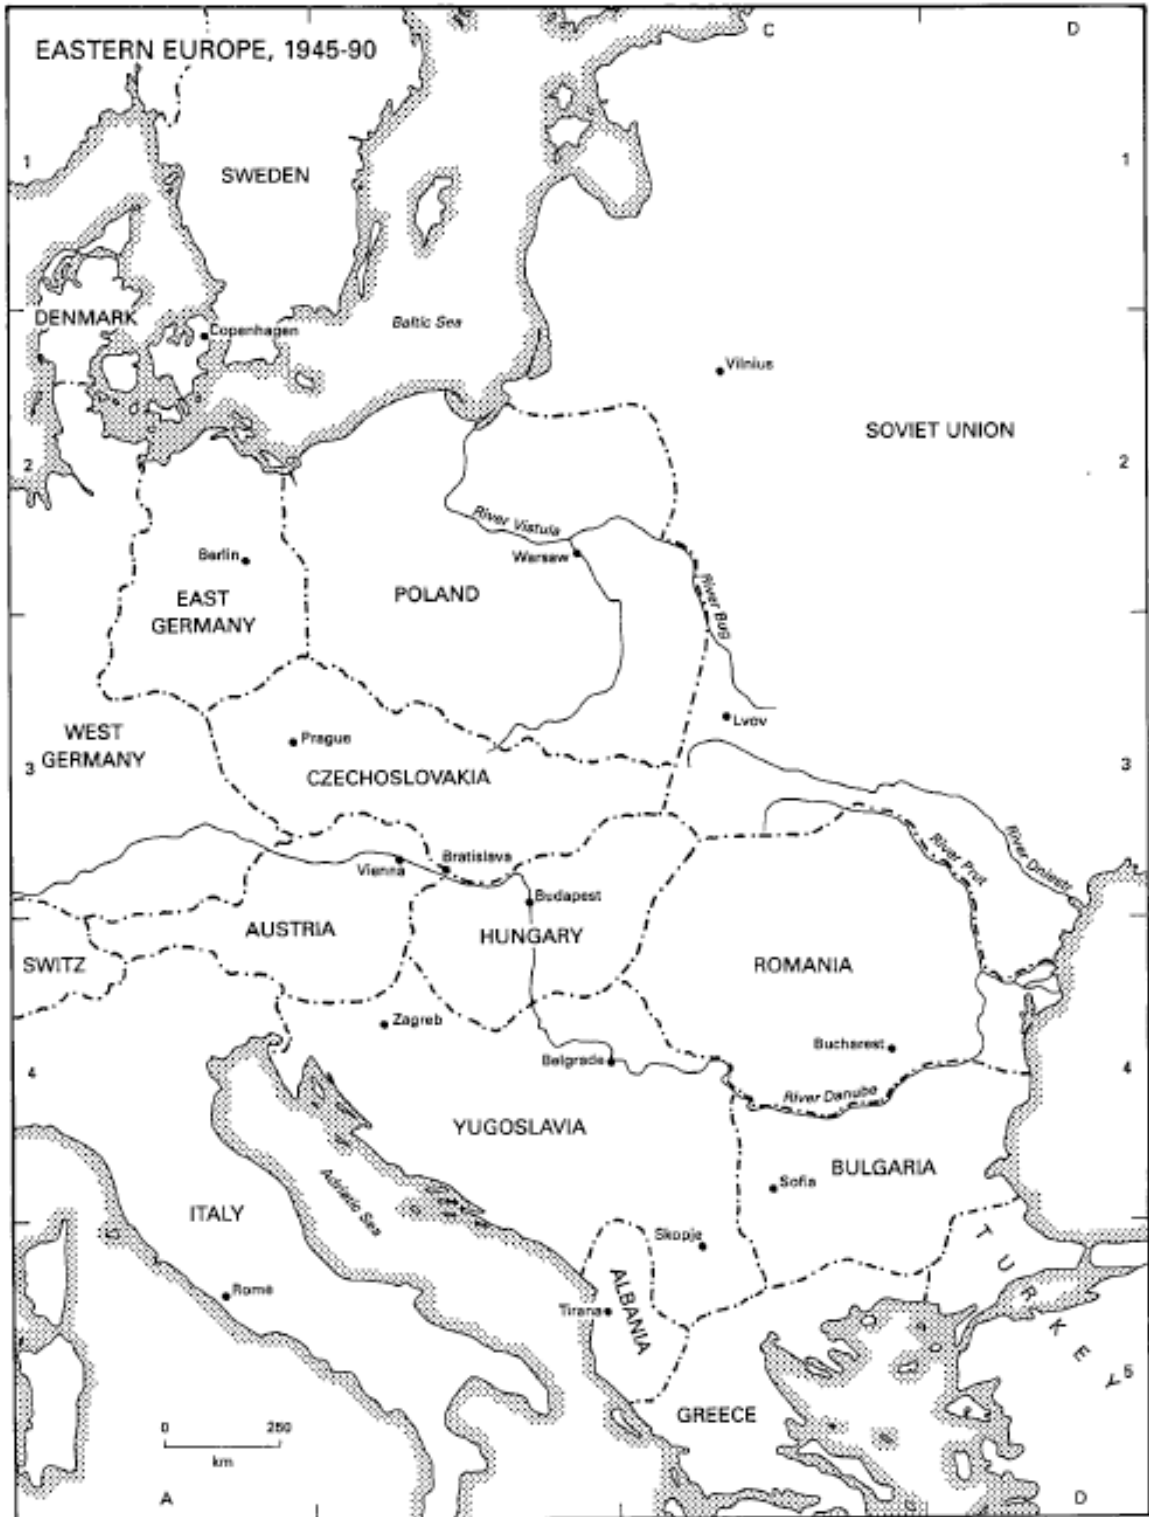 EASTERN EUROPE, 1945-90
C
D
1
1
SWEDEN
DENMARK
Copenhagen
Baltic Sea
Vilnius
SOVIET UNION
2
2
River Vistula
Berlin
Warsaw
POLAND
EAST
GERMANY
River Bug
WEST
GERMANY
Lvov
Prague
3
3
CZECHOSLOVAKIA
River Prut
River Dniestr
Vienna
Bratislava
Budapest
AUSTRIA
HUNGARY
SWITZ
ROMANIA
Zagreb
Bucharest
Belgrade
4
4
River Danube
YUGOSLAVIA
BULGARIA
Sofia
Adriatic Sea
ITALY
Skopje
TURKEY
Rome
Tirana
ALBANIA
5
GREECE
0 250
km
A
D